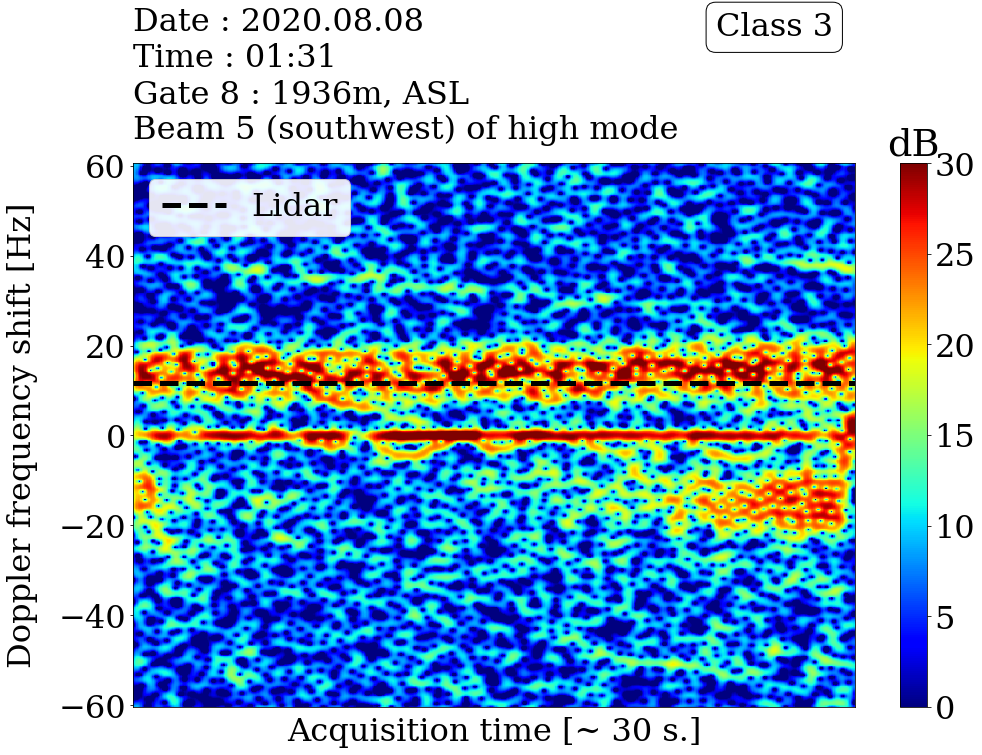 Date : 2020.08.08
Time : 01:31
Gate 8 : 1936m, ASL
Beam 5 (southwest) of high mode
Class 3
dB
Lidar
Doppler frequency shift [Hz]
60
40
20
0
−20
−40
−60
30
25
20
15
10
5
0
Acquisition time [~ 30 s.]